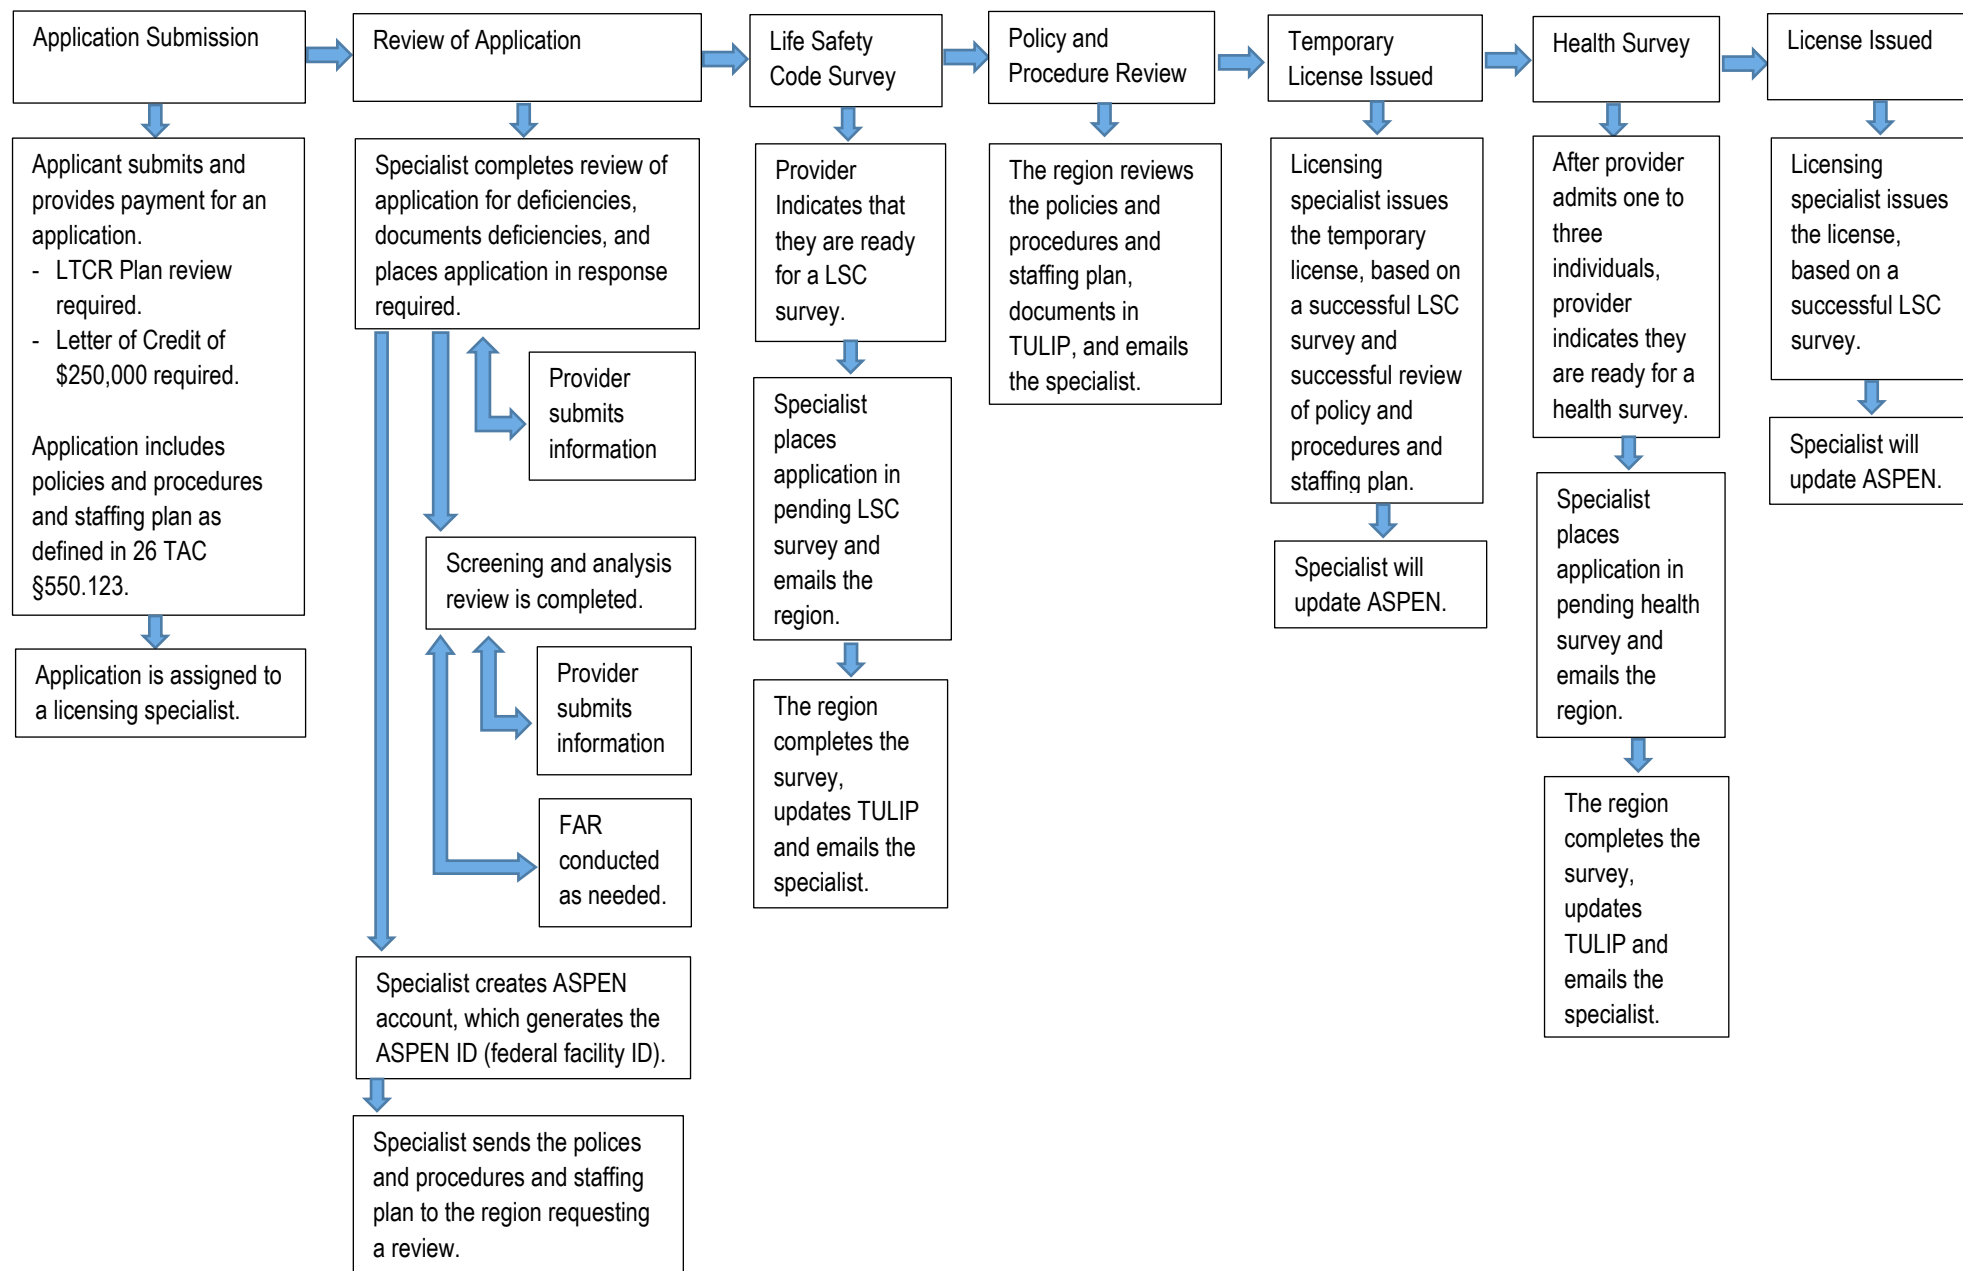 Application Submission
Applicant submits and
provides payment for an
application.
- LTCR Plan review
required.
- Letter of Credit of
$250,000 required.
Application includes
policies and procedures
and staffing plan as
defined in 26 TAC
§550.123.
Application is assigned to
a licensing specialist.
Review of Application
Specialist completes review of
application for deficiencies,
documents deficiencies, and
places application in response
required.
Provider
submits
information
Screening and analysis
review is completed.
Provider
submits
information
FAR
conducted
as needed.
Specialist creates ASPEN
account, which generates the
ASPEN ID (federal facility ID).
Specialist sends the polices
and procedures and staffing
plan to the region requesting
a review.
Life Safety
Code Survey
Provider
Indicates that
they are ready
for a LSC
survey.
Specialist
places
application in
pending LSC
survey and
emails the
region.
The region
completes the
survey,
updates TULIP
and emails the
specialist.
Policy and
Procedure Review
The region reviews
the policies and
procedures and
staffing plan,
documents in
TULIP, and emails
the specialist.
Temporary
License Issued
Licensing
specialist issues
the temporary
license, based on
a successful LSC
survey and
successful review
of policy and
procedures and
staffing plan.
Specialist will
update ASPEN.
Health Survey
After provider
admits one to
three
individuals,
provider
indicates they
are ready for a
health survey.
Specialist
places
application in
pending health
survey and
emails the
region.
The region
completes the
survey,
updates
TULIP and
emails the
specialist.
License Issued
Licensing
specialist issues
the license,
based on a
successful LSC
survey.
Specialist will
update ASPEN.